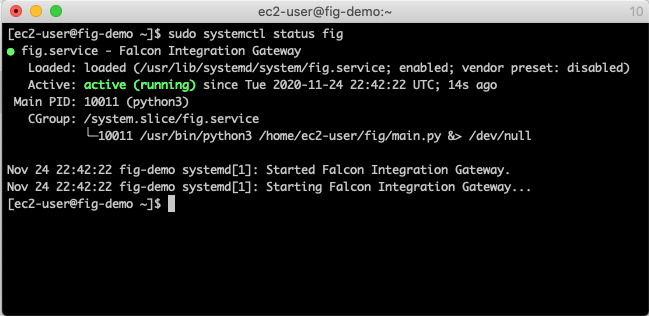 ec2-user@fig-demo:~
10
[ec2-user@fig-demo ~]$ sudo systemctl status fig
● fig.service - Falcon Integration Gateway
Loaded: loaded (/usr/lib/systemd/system/fig.service; enabled; vendor preset: disabled)
Active: active (running) since Tue 2020-11-24 22:42:22 UTC; 14s ago
Main PID: 10011 (python3)
CGroup: /system.slice/fig.service
└─10011 /usr/bin/python3 /home/ec2-user/fig/main.py &> /dev/null
Nov 24 22:42:22 fig-demo systemd[1]: Started Falcon Integration Gateway.
Nov 24 22:42:22 fig-demo systemd[1]: Starting Falcon Integration Gateway...
[ec2-user@fig-demo ~]$